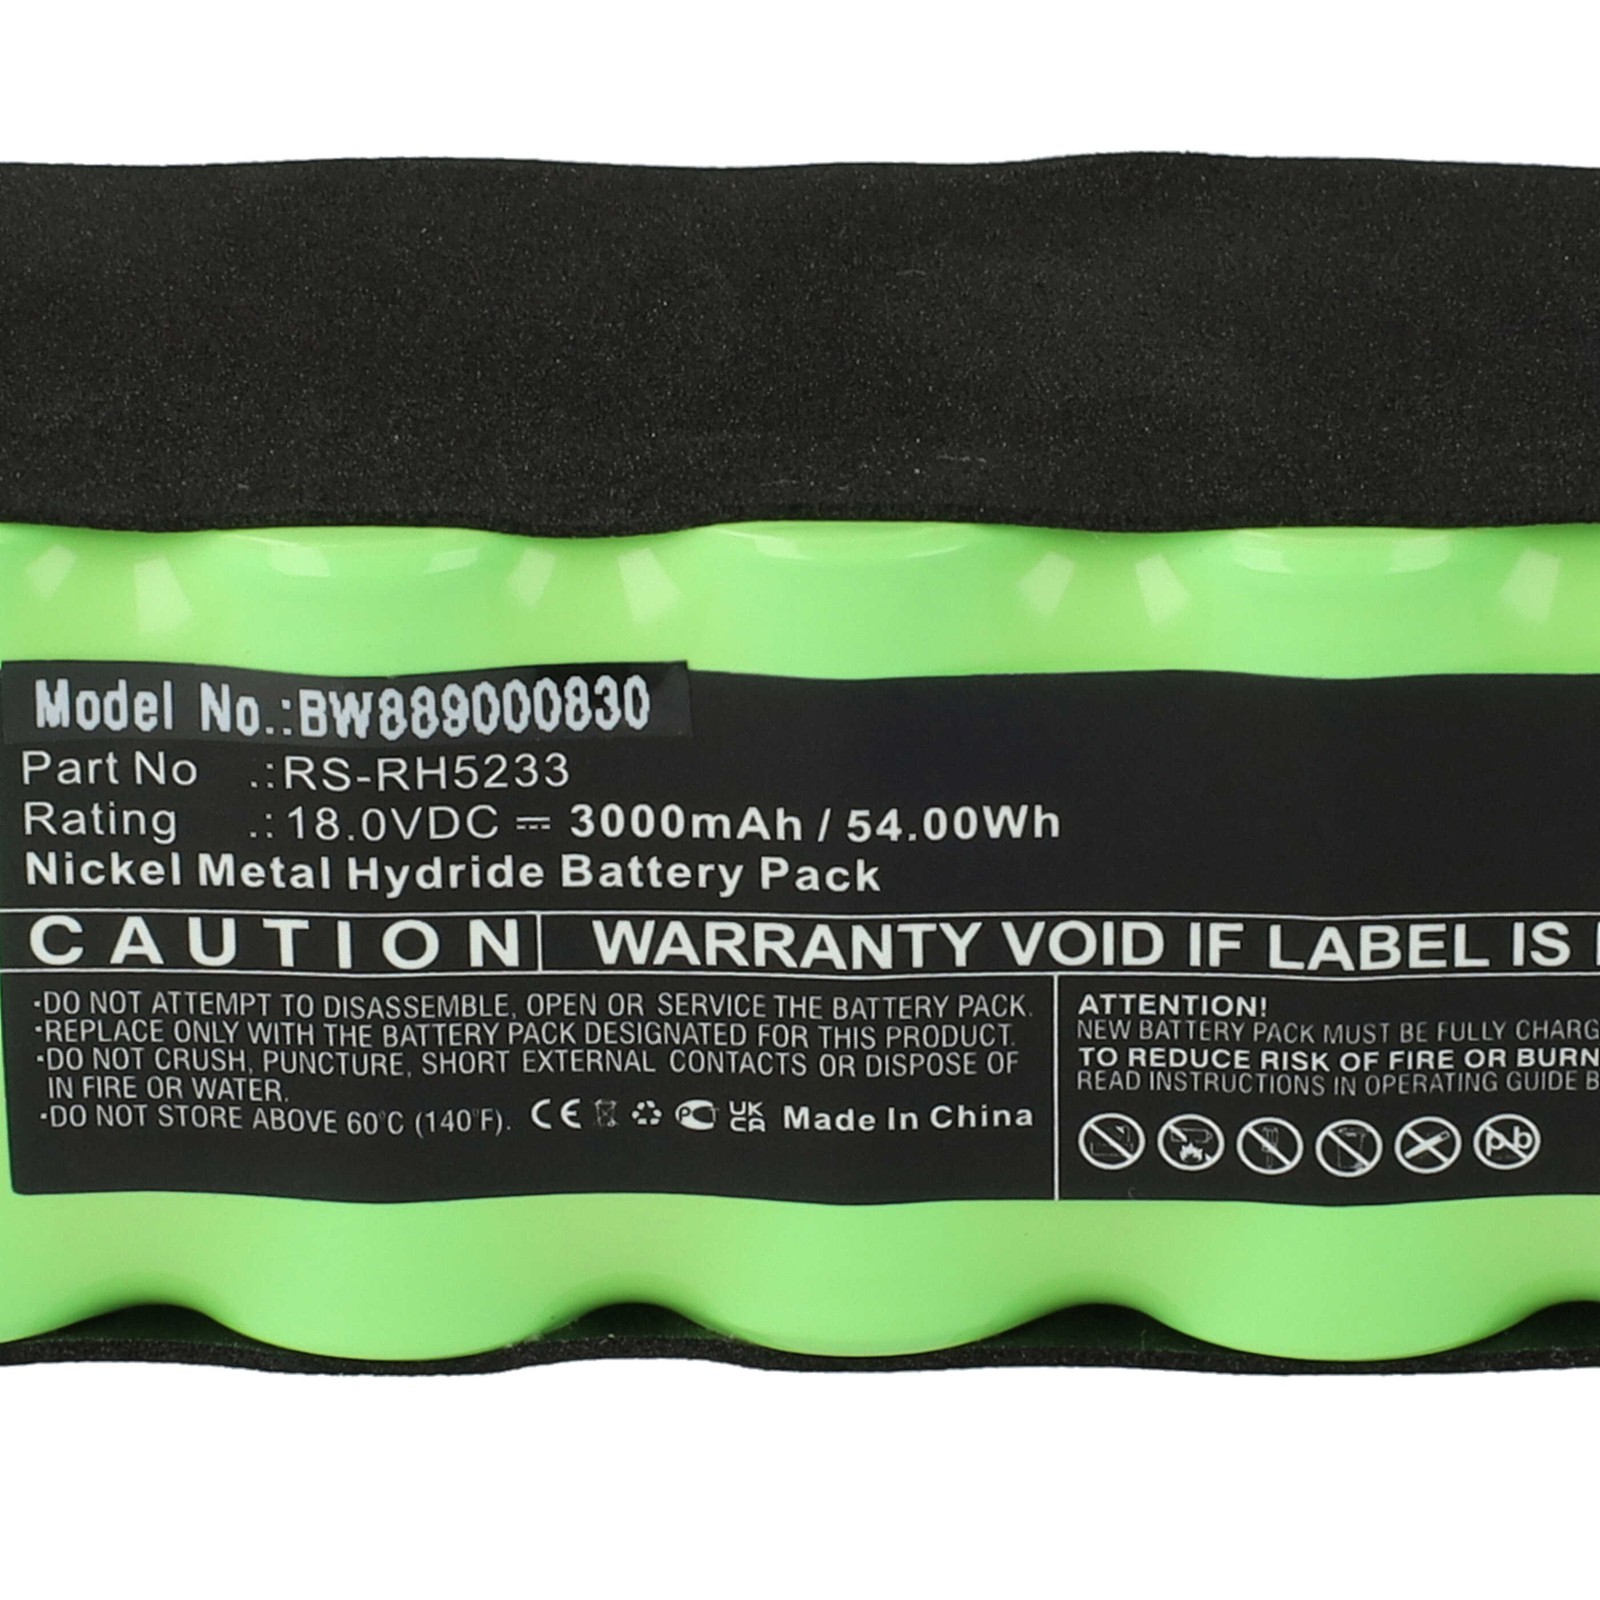 Model No.:BW889000830
Part No .:RS-RH5233
Rating .:18.0VDC ⎓ 3000mAh / 54.00Wh
Nickel Metal Hydride Battery Pack
CAUTION WARRANTY VOID IF LABEL IS
·DO NOT ATTEMPT TO DISASSEMBLE, OPEN OR SERVICE THE BATTERY PACK.
·REPLACE ONLY WITH THE BATTERY PACK DESIGNATED FOR THIS PRODUCT.
·DO NOT CRUSH, PUNCTURE, SHORT EXTERNAL CONTACTS OR DISPOSE OF
IN FIRE OR WATER.
·DO NOT STORE ABOVE 60°C (140°F). CE PC UK CA Made In China
ATTENTION!
NEW BATTERY PACK MUST BE FULLY CHARG
TO REDUCE RISK OF FIRE OR BURN
READ INSTRUCTIONS IN OPERATING GUIDE B
Pb